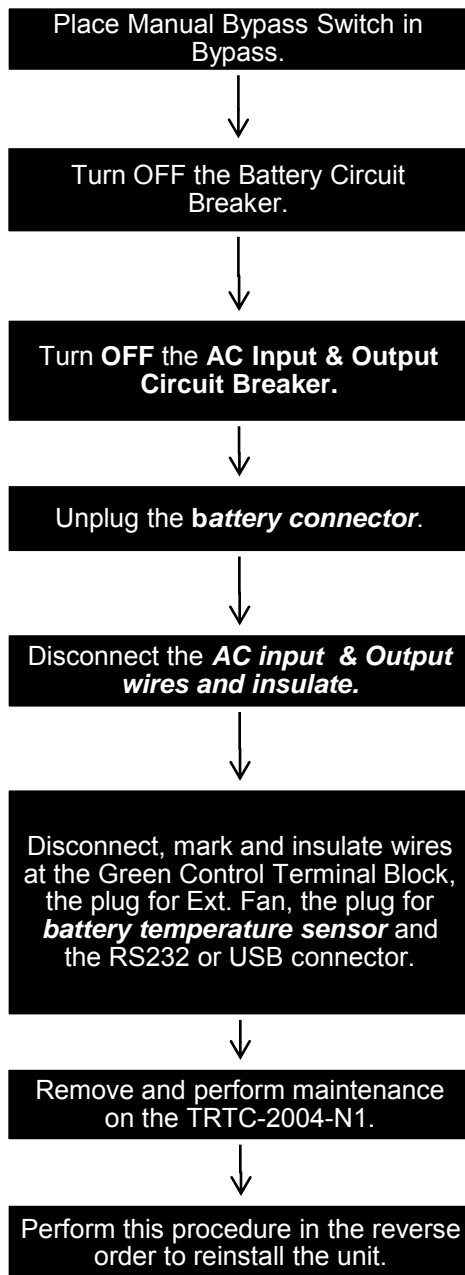 Place Manual Bypass Switch in
Bypass.
Turn OFF the Battery Circuit
Breaker.
Turn OFF the AC Input & Output
Circuit Breaker.
Unplug the battery connector.
Disconnect the AC input & Output
wires and insulate.
Disconnect, mark and insulate wires
at the Green Control Terminal Block,
the plug for Ext. Fan, the plug for
battery temperature sensor and
the RS232 or USB connector.
Remove and perform maintenance
on the TRTC-2004-N1.
Perform this procedure in the reverse
order to reinstall the unit.